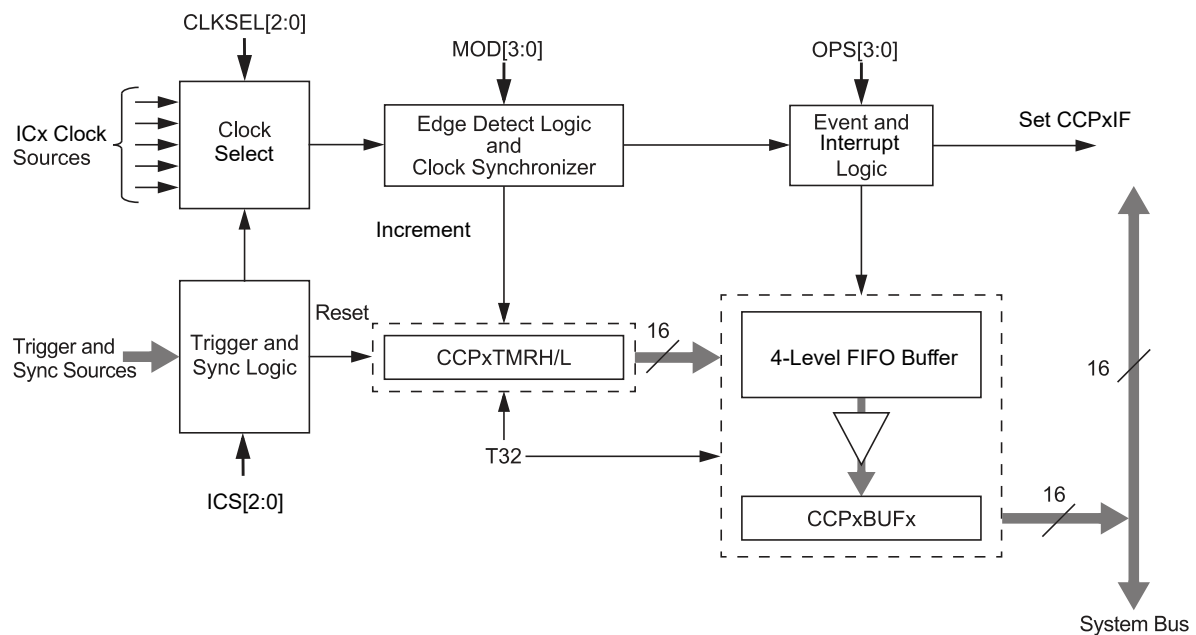 CLKSEL[2:0]
MOD[3:0]
OPS[3:0]
ICx Clock
Sources
Clock
Select
Edge Detect Logic
and
Clock Synchronizer
Event and
Interrupt
Logic
Set CCPxIF
Increment
Trigger and
Sync Sources
Trigger and
Sync Logic
Reset
CCPxTMRH/L
16
4-Level FIFO Buffer
16
T32
ICS[2:0]
CCPxBUFx
16
System Bus